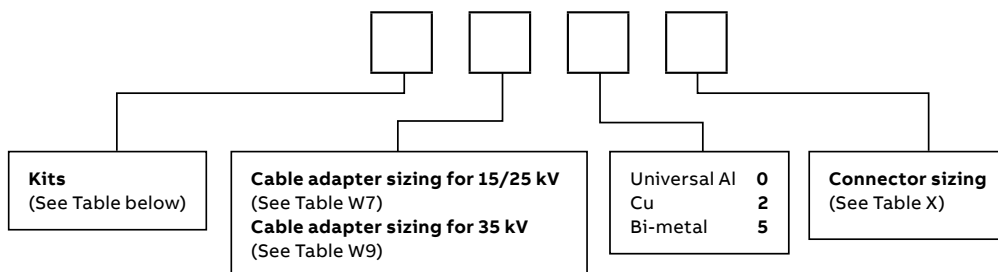 Kits
(See Table below)
Cable adapter sizing for 15/25 kV
(See Table W7)
Cable adapter sizing for 35 kV
(See Table W9)
Universal Al 0
Cu 2
Bi-metal 5
Connector sizing
(See Table X)